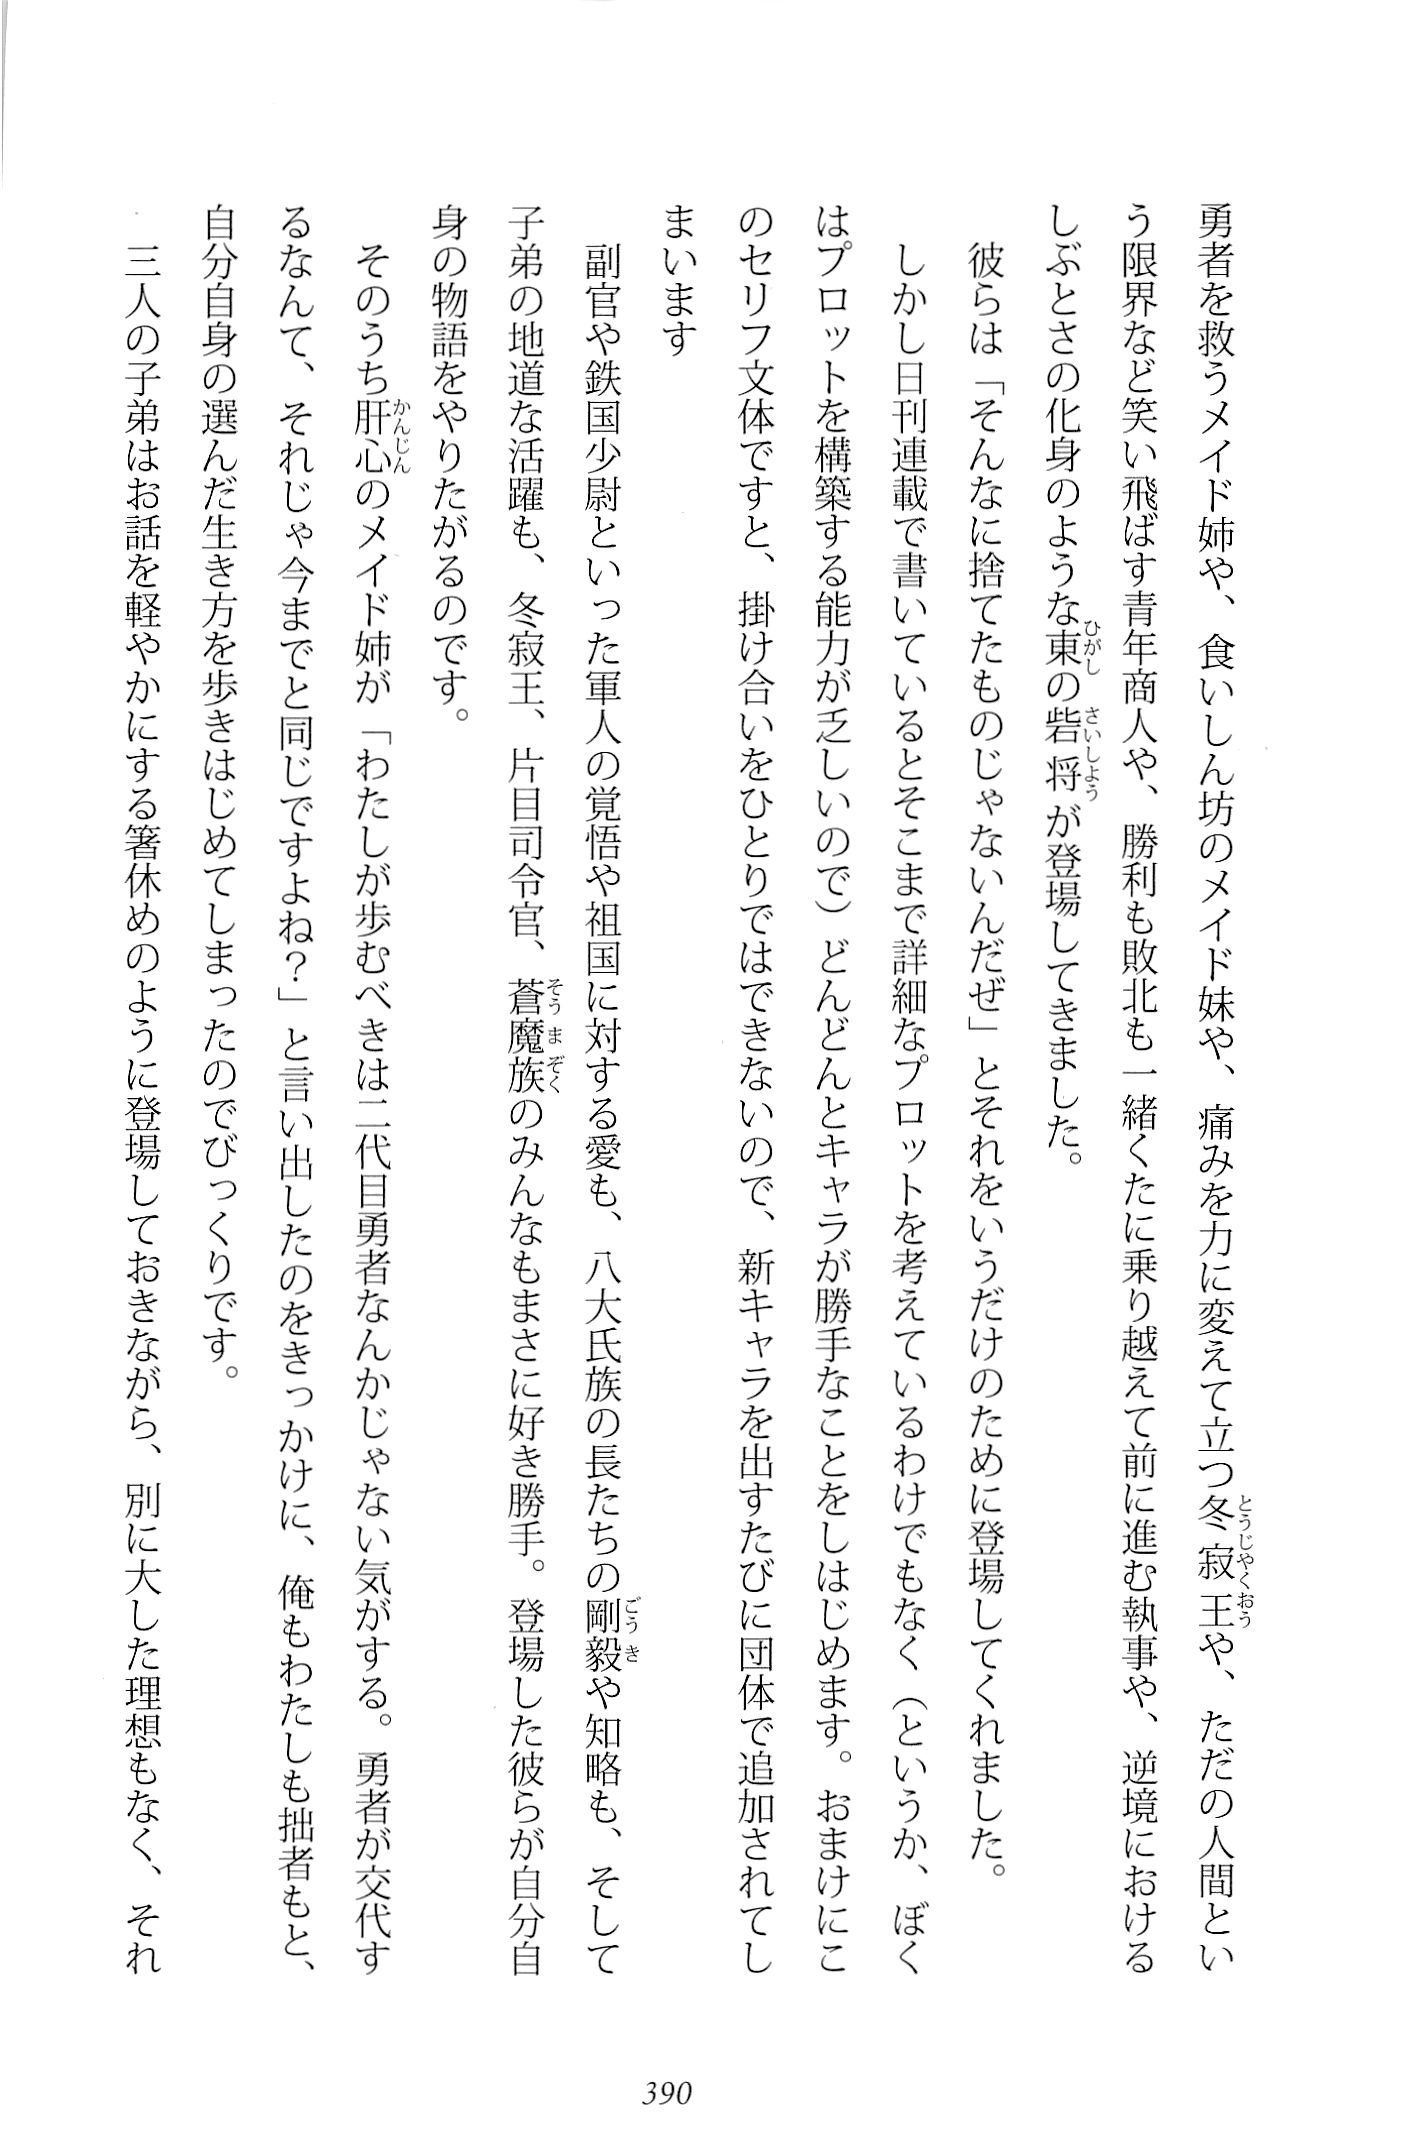 勇者を救うメイド姉や、食いしん坊のメイド妹や、痛みを力に変えて立つ冬寂王や、ただの人間とい
う限界など笑い飛ばす青年商人や、勝利も敗北も一緒くたに乗り越えて前に進む執事や、逆境における
しぶとさの化身のような東の砦将が登場してきました。
　彼らは「そんなに捨てたものじゃないんだぜ」とそれをいうだけのために登場してくれました。
　しかし日刊連載で書いているとそこまで詳細なプロットを考えているわけでもなく（というか、ぼく
はプロットを構築する能力が乏しいので）どんどんとキャラが勝手なことをしはじめます。おまけにこ
のセリフ文体ですと、掛け合いをひとりではできないので、新キャラを出すたびに団体で追加されてし
まいます
　副官や鉄国少尉といった軍人の覚悟や祖国に対する愛も、八大氏族の長たちの剛毅や知略も、そして
子弟の地道な活躍も、冬寂王、片目司令官、蒼魔族のみんなもまさに好き勝手。登場した彼らが自分自
身の物語をやりたがるのです。
　そのうち肝心のメイド姉が「わたしが歩むべきは二代目勇者なんかじゃない気がする。勇者が交代す
るなんて、それじゃ今までと同じですよね？」と言い出したのをきっかけに、俺もわたしも拙者もと、
自分自身の選んだ生き方を歩きはじめてしまったのでびっくりです。
　三人の子弟はお話を軽やかにする箸休めのように登場しておきながら、別に大した理想もなく、それ
390